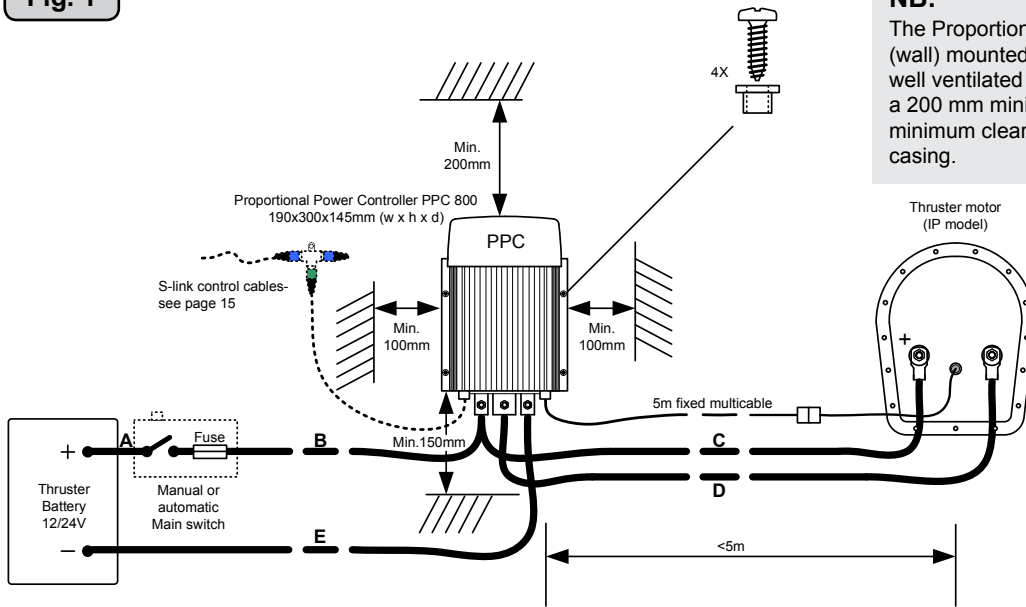 Fig. 1
NB:
The Proportion
(wall) mounted
well ventilated
a 200 mm mini
minimum clear
casing.
4X
Min.
200mm
Proportional Power Controller PPC 800
190x300x145mm (w x h x d)
PPC
Thruster motor
(IP model)
S-link control cables-
see page 15
Min.
100mm
Min.
100mm
+
5m fixed multicable
Min.150mm
+
A
Fuse
B
C
D
Thruster
Battery
12/24V
Manual or
automatic
Main switch
−
E
<5m